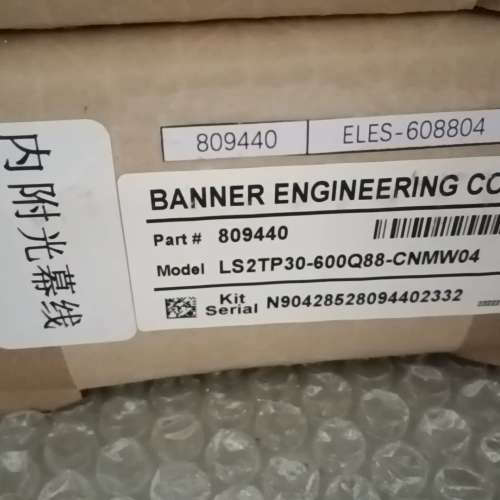 809440 ELES-608804
内附光幕线
BANNER ENGINEERING CO
Part # 809440
Model LS2TP30-600Q88-CNMW04
Kit Serial N90428528094402332